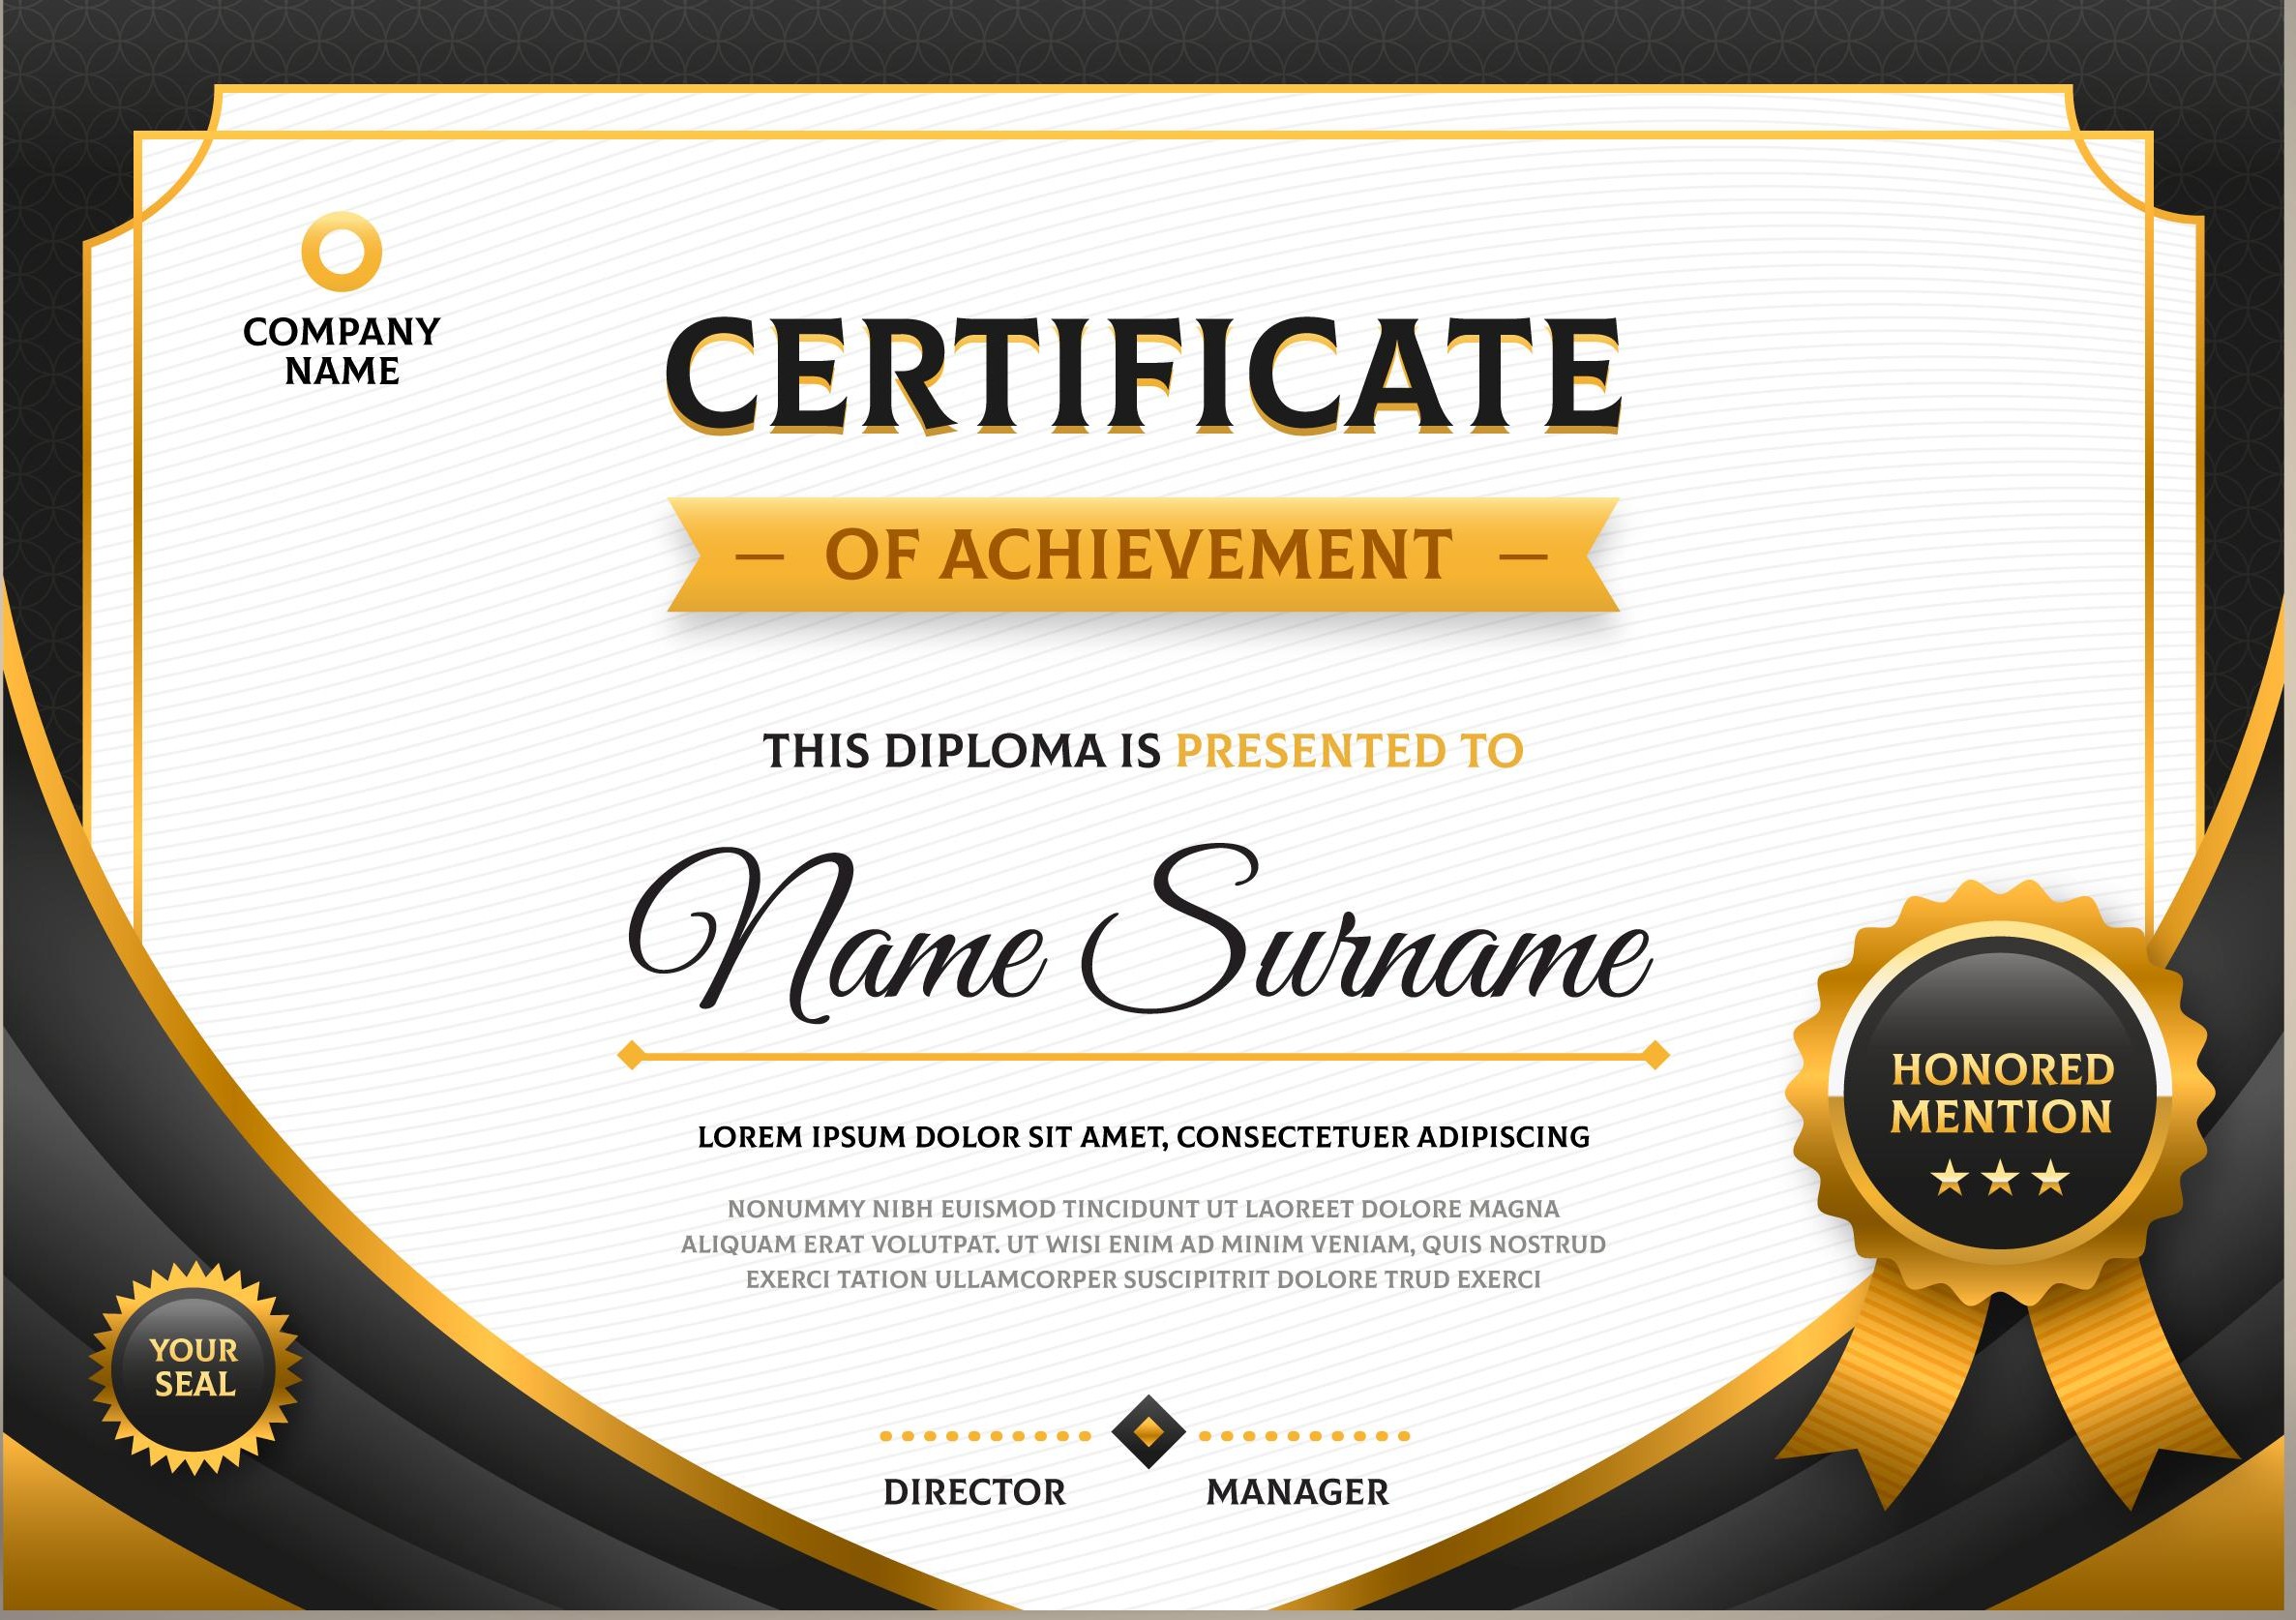 COMPANY
NAME
CERTIFICATE
— OF ACHIEVEMENT —
THIS DIPLOMA IS PRESENTED TO
Name Surname
LOREM IPSUM DOLOR SIT AMET, CONSECTETUER ADIPISCING
NONUMMY NIBH EUISMOD TINCIDUNT UT LAOREET DOLORE MAGNA
ALIQUAM ERAT VOLUTPAT. UT WISI ENIM AD MINIM VENIAM, QUIS NOSTRUD
EXERCI TATION ULLAMCORPER SUSCIPITRIT DOLORE TRUD EXERCI
HONORED
MENTION
YOUR
SEAL
DIRECTOR
MANAGER